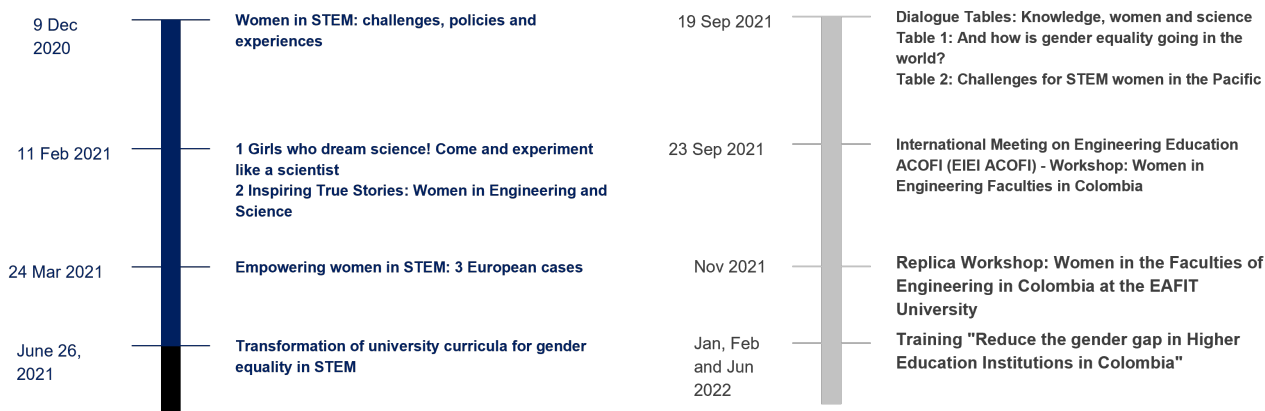 9 Dec
2020
Women in STEM: challenges, policies and
experiences
11 Feb 2021
1 Girls who dream science! Come and experiment
like a scientist
2 Inspiring True Stories: Women in Engineering and
Science
24 Mar 2021
Empowering women in STEM: 3 European cases
June 26,
2021
Transformation of university curricula for gender
equality in STEM
19 Sep 2021
Dialogue Tables: Knowledge, women and science
Table 1: And how is gender equality going in the
world?
Table 2: Challenges for STEM women in the Pacific
23 Sep 2021
International Meeting on Engineering Education
ACOFI (EIEI ACOFI) - Workshop: Women in
Engineering Faculties in Colombia
Nov 2021
Replica Workshop: Women in the Faculties of
Engineering in Colombia at the EAFIT
University
Jan, Feb
and Jun
2022
Training "Reduce the gender gap in Higher
Education Institutions in Colombia"